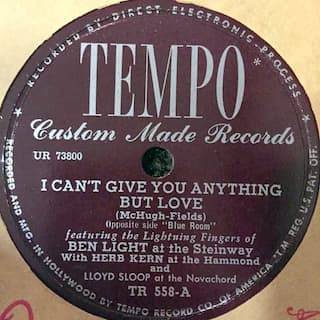 RECORDED BY DIRECT ELECTRONIC PROCESS
TEMPO
Custom Made Records
UR 73800
I CAN'T GIVE YOU ANYTHING
BUT LOVE
(McHugh-Fields)
Opposite side "Blue Room"
featuring the Lightning Fingers of
BEN LIGHT at the Steinway
With HERB KERN at the Hammond
and
LLOYD SLOOP at the Novachord
TR 558-A
RECORDED AND MFG. IN HOLLYWOOD BY TEMPO RECORD CO. OF AMERICA. T.M. REG. U.S. PAT. OFF.